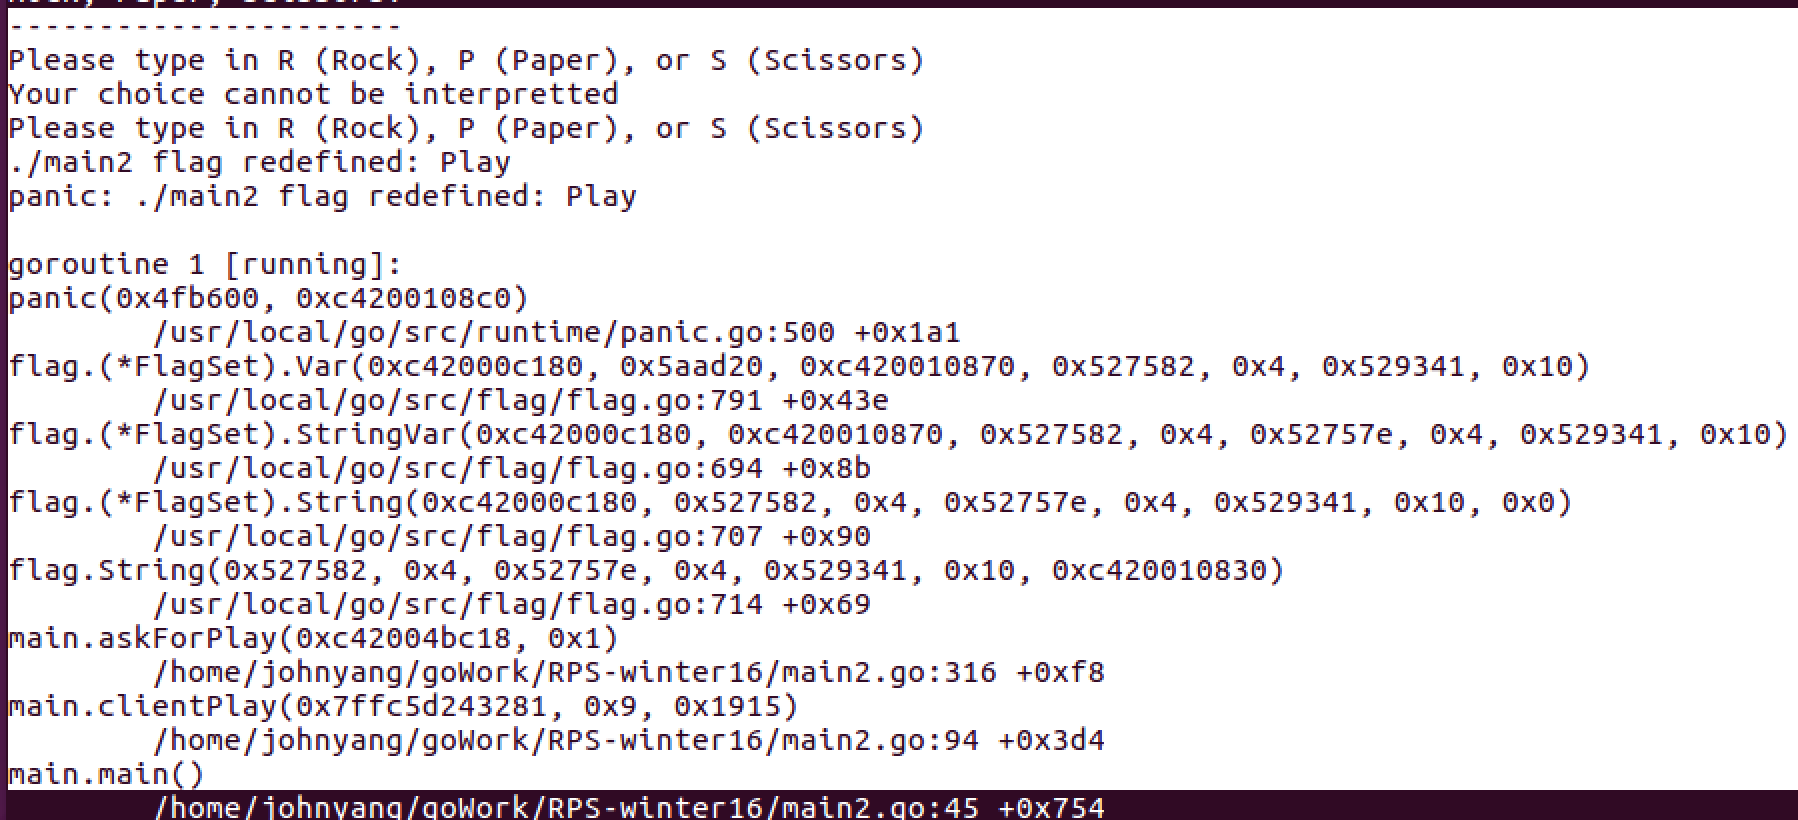 ---------------------
Please type in R (Rock), P (Paper), or S (Scissors)
Your choice cannot be interpretted
Please type in R (Rock), P (Paper), or S (Scissors)
./main2 flag redefined: Play
panic: ./main2 flag redefined: Play
goroutine 1 [running]:
panic(0x4fb600, 0xc4200108c0)
/usr/local/go/src/runtime/panic.go:500 +0x1a1
flag.(*FlagSet).Var(0xc42000c180, 0x5aad20, 0xc420010870, 0x527582, 0x4, 0x529341, 0x10)
/usr/local/go/src/flag/flag.go:791 +0x43e
flag.(*FlagSet).StringVar(0xc42000c180, 0xc420010870, 0x527582, 0x4, 0x52757e, 0x4, 0x529341, 0x10)
/usr/local/go/src/flag/flag.go:694 +0x8b
flag.(*FlagSet).String(0xc42000c180, 0x527582, 0x4, 0x52757e, 0x4, 0x529341, 0x10, 0x0)
/usr/local/go/src/flag/flag.go:707 +0x90
flag.String(0x527582, 0x4, 0x52757e, 0x4, 0x529341, 0x10, 0xc420010830)
/usr/local/go/src/flag/flag.go:714 +0x69
main.askForPlay(0xc42004bc18, 0x1)
/home/johnyang/goWork/RPS-winter16/main2.go:316 +0xf8
main.clientPlay(0x7ffc5d243281, 0x9, 0x1915)
/home/johnyang/goWork/RPS-winter16/main2.go:94 +0x3d4
main.main()
/home/johnyang/goWork/RPS-winter16/main2.go:45 +0x754